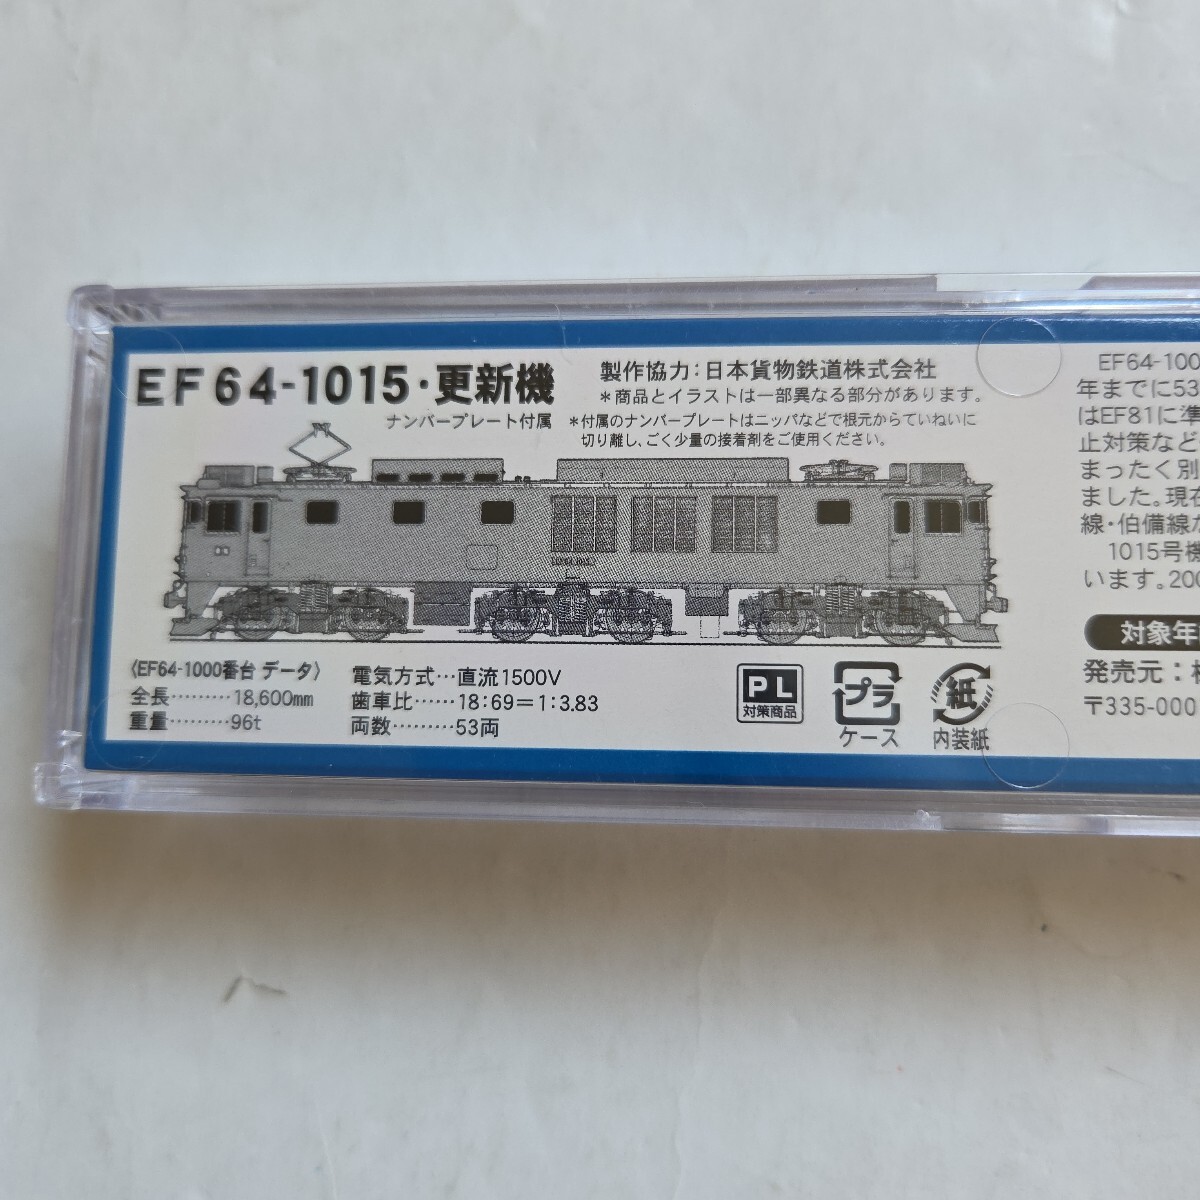 EF64-1015・更新機
ナンバープレート付属
製作協力：日本貨物鉄道株式会社
＊商品とイラストは一部異なる部分があります。
＊付属のナンバープレートはニッパなどで根元からていねいに
切り離し、ごく少量の接着剤をご使用ください。
〈EF64-1000番台 データ〉
全長………18,600mm
重量………96t
電気方式…直流1500V
歯車比……18：69＝1：3.83
両数………53両
PL
対策商品
プラ
ケース
紙
内装紙
EF64-100
年までに53
はEF81に準
止対策など
まったく別
ました。現在
線・伯備線
1015号機
います。200
対象年
発売元：
〒335-000